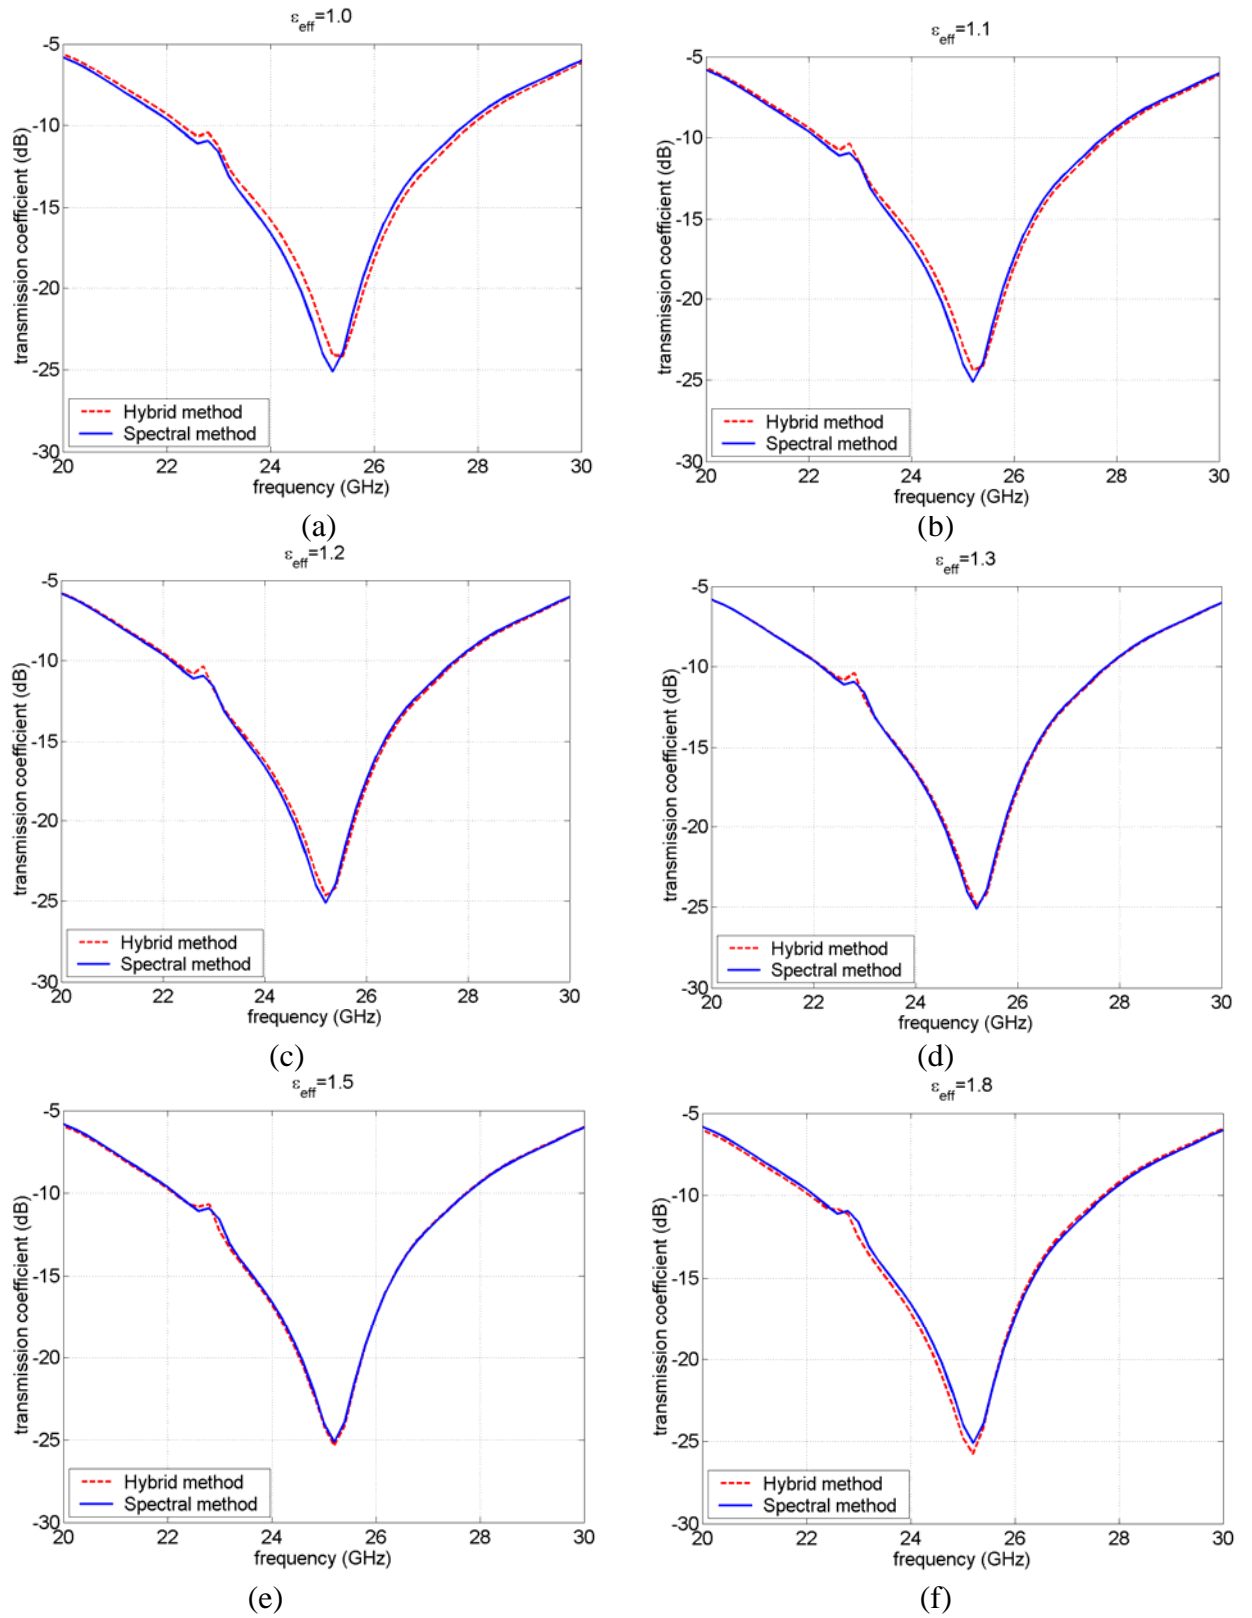 ε_eff=1.0
-5
-10
-15
-20
-25
-30
transmission coefficient (dB)
Hybrid method
Spectral method
20 22 24 26 28 30
frequency (GHz)
(a)
ε_eff=1.1
-5
-10
-15
-20
-25
-30
transmission coefficient (dB)
Hybrid method
Spectral method
20 22 24 26 28 30
frequency (GHz)
(b)
ε_eff=1.2
-5
-10
-15
-20
-25
-30
transmission coefficient (dB)
Hybrid method
Spectral method
20 22 24 26 28 30
frequency (GHz)
(c)
ε_eff=1.3
-5
-10
-15
-20
-25
-30
transmission coefficient (dB)
Hybrid method
Spectral method
20 22 24 26 28 30
frequency (GHz)
(d)
ε_eff=1.5
-5
-10
-15
-20
-25
-30
transmission coefficient (dB)
Hybrid method
Spectral method
20 22 24 26 28 30
frequency (GHz)
(e)
ε_eff=1.8
-5
-10
-15
-20
-25
-30
transmission coefficient (dB)
Hybrid method
Spectral method
20 22 24 26 28 30
frequency (GHz)
(f)